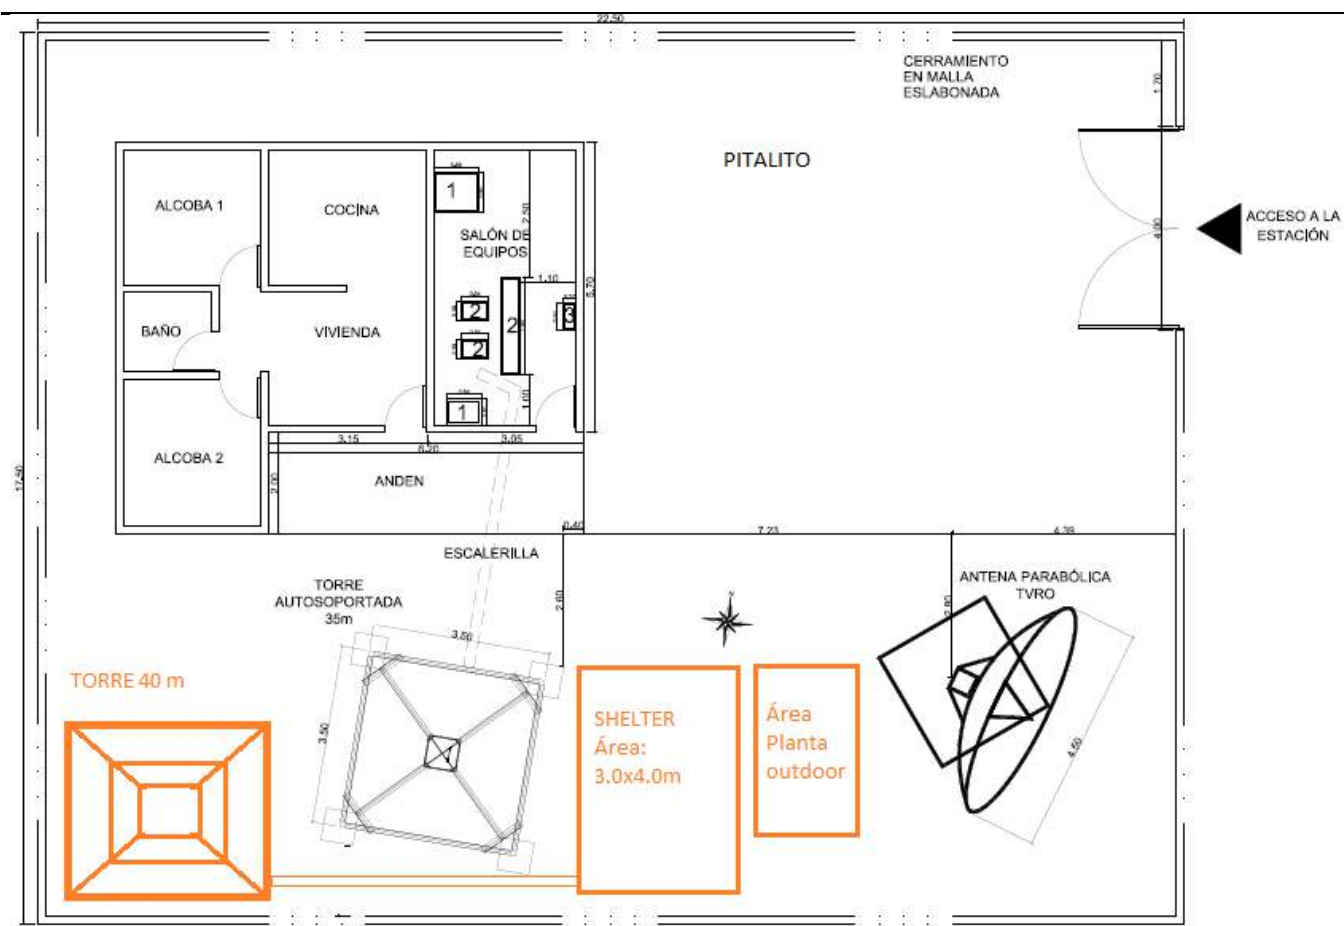 22.50
CERRAMIENTO
EN MALLA
ESLABONADA
1.70
PITALITO
ALCOBA 1
COCINA
1
SALÓN DE
EQUIPOS
2.50
1.10
5.70
4.00
ACCESO A LA
ESTACIÓN
BAÑO
VIVIENDA
2
2
2
3
1
1.00
3.15
3.05
6.20
17.50
ALCOBA 2
2.00
ANDEN
0.40
7.23
4.39
ESCALERILLA
TORRE
AUTOSOPORTADA
35m
2.60
2.80
ANTENA PARABÓLICA
TVRO
3.50
TORRE 40 m
3.50
SHELTER
Área:
3.0x4.0m
Área
Planta
outdoor
4.50